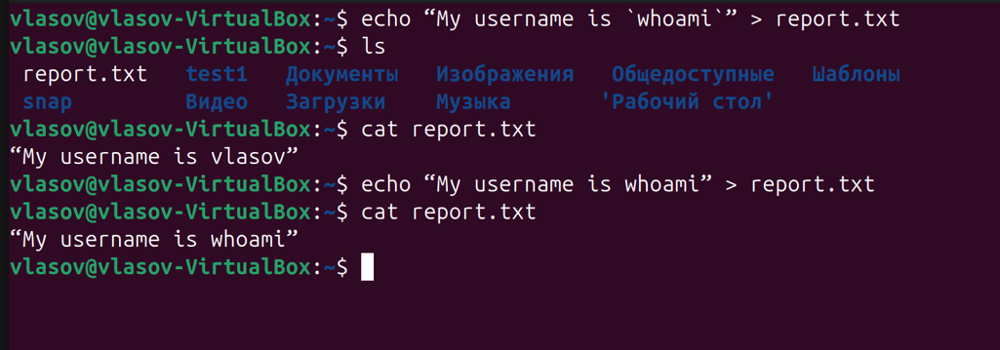 vlasov@vlasov-VirtualBox:~$ echo “My username is `whoami`” > report.txt
vlasov@vlasov-VirtualBox:~$ ls
report.txt test1 Документы Изображения Общедоступные Шаблоны
snap Видео Загрузки Музыка 'Рабочий стол'
vlasov@vlasov-VirtualBox:~$ cat report.txt
“My username is vlasov”
vlasov@vlasov-VirtualBox:~$ echo “My username is whoami” > report.txt
vlasov@vlasov-VirtualBox:~$ cat report.txt
“My username is whoami”
vlasov@vlasov-VirtualBox:~$